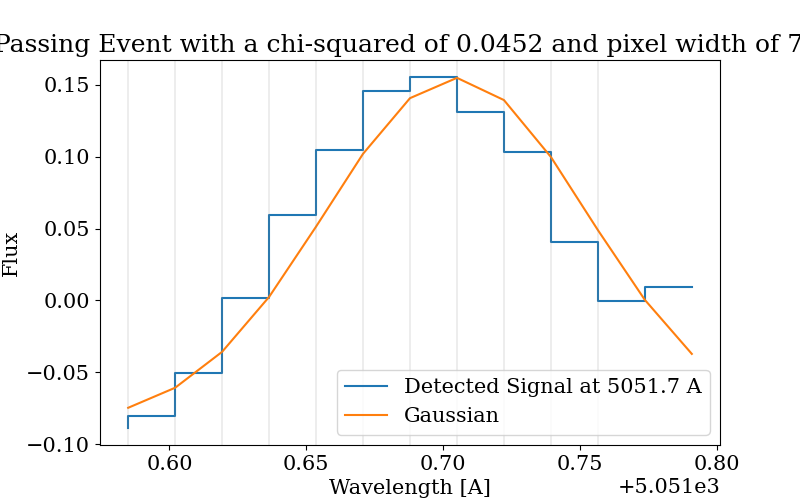 Passing Event with a chi-squared of 0.0452 and pixel width of 7
0.15
0.10
0.05
0.00
−0.05
−0.10
Flux
Detected Signal at 5051.7 A
Gaussian
0.60 0.65 0.70 0.75 0.80
+5.051e3
Wavelength [A]